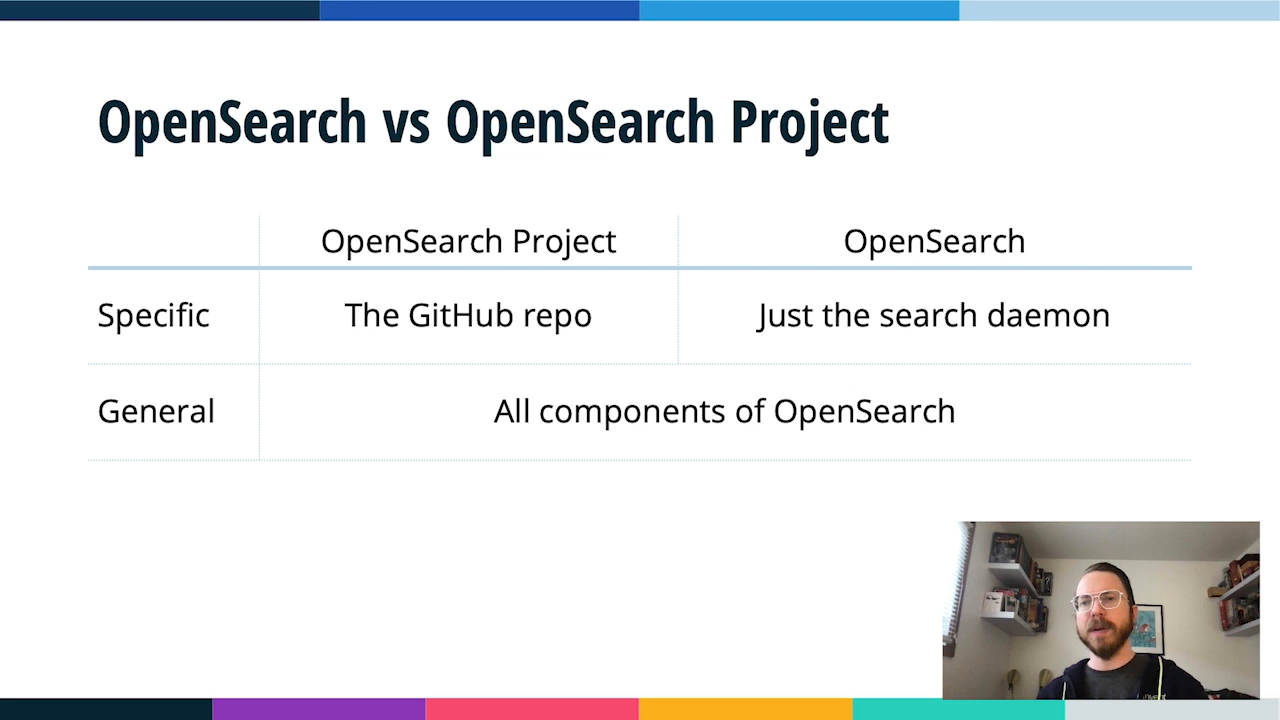 OpenSearch vs OpenSearch Project
OpenSearch Project OpenSearch
Specific The GitHub repo Just the search daemon
General All components of OpenSearch